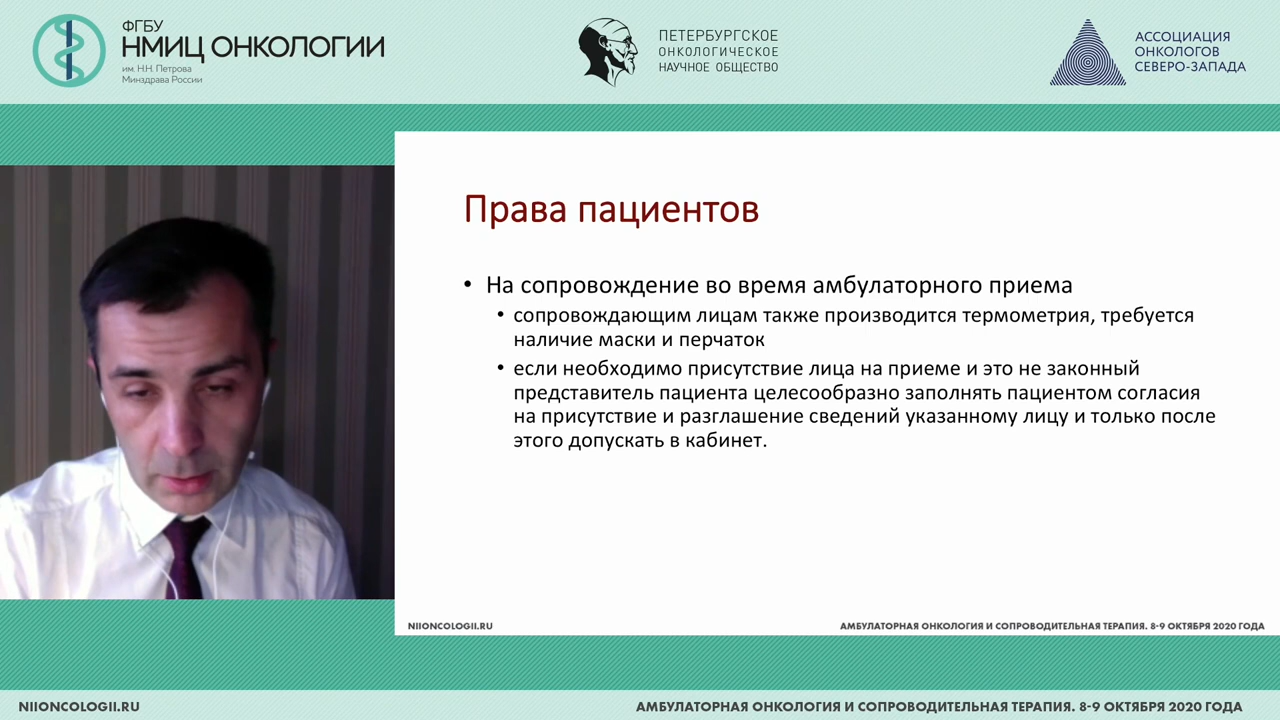 ФГБУ
НМИЦ ОНКОЛОГИИ
им. Н.Н. Петрова
Минздрава России
ПЕТЕРБУРГСКОЕ
ОНКОЛОГИЧЕСКОЕ
НАУЧНОЕ ОБЩЕСТВО
АССОЦИАЦИЯ
ОНКОЛОГОВ
СЕВЕРО-ЗАПАДА
Права пациентов
• На сопровождение во время амбулаторного приема
• сопровождающим лицам также производится термометрия, требуется
наличие маски и перчаток
• если необходимо присутствие лица на приеме и это не законный
представитель пациента целесообразно заполнять пациентом согласия
на присутствие и разглашение сведений указанному лицу и только после
этого допускать в кабинет.
NIIONCOLOGII.RU
АМБУЛАТОРНАЯ ОНКОЛОГИЯ И СОПРОВОДИТЕЛЬНАЯ ТЕРАПИЯ. 8-9 ОКТЯБРЯ 2020 ГОДА
NIIONCOLOGII.RU
АМБУЛАТОРНАЯ ОНКОЛОГИЯ И СОПРОВОДИТЕЛЬНАЯ ТЕРАПИЯ. 8-9 ОКТЯБРЯ 2020 ГОДА